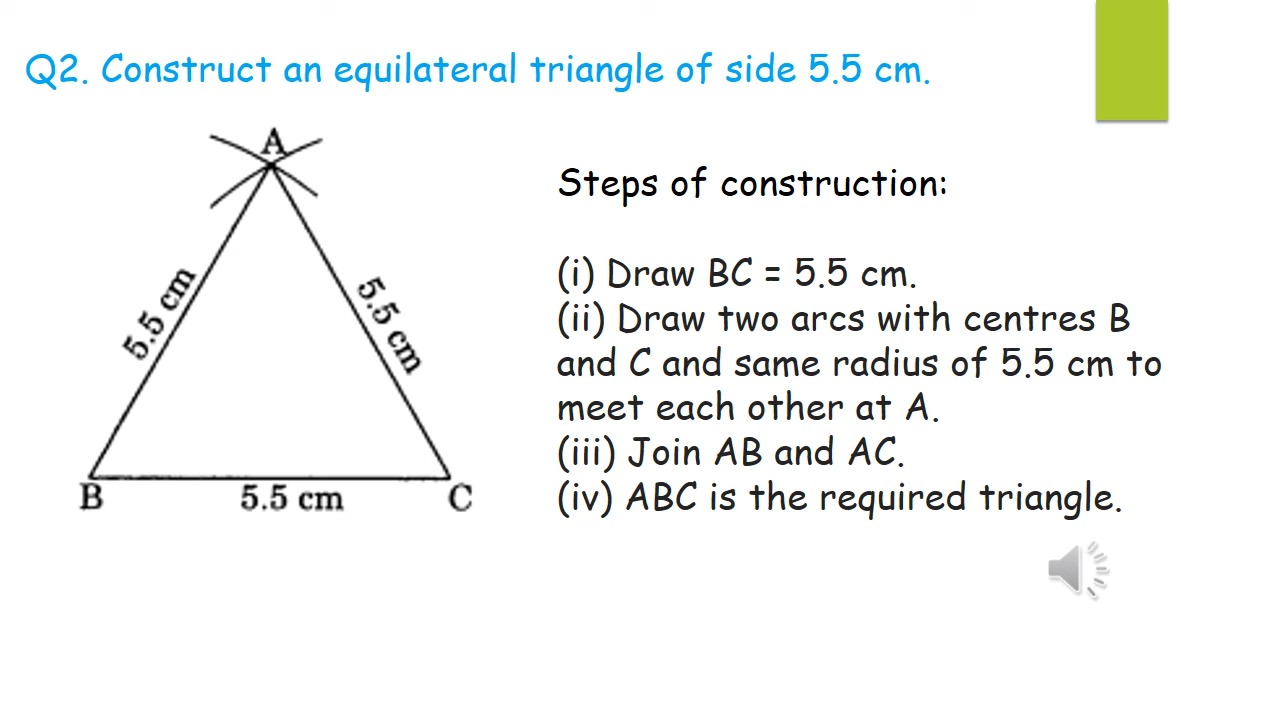 Q2. Construct an equilateral triangle of side 5.5 cm.
A
5.5 cm
5.5 cm
B
5.5 cm
C
Steps of construction:
(i) Draw BC = 5.5 cm.
(ii) Draw two arcs with centres B
and C and same radius of 5.5 cm to
meet each other at A.
(iii) Join AB and AC.
(iv) ABC is the required triangle.